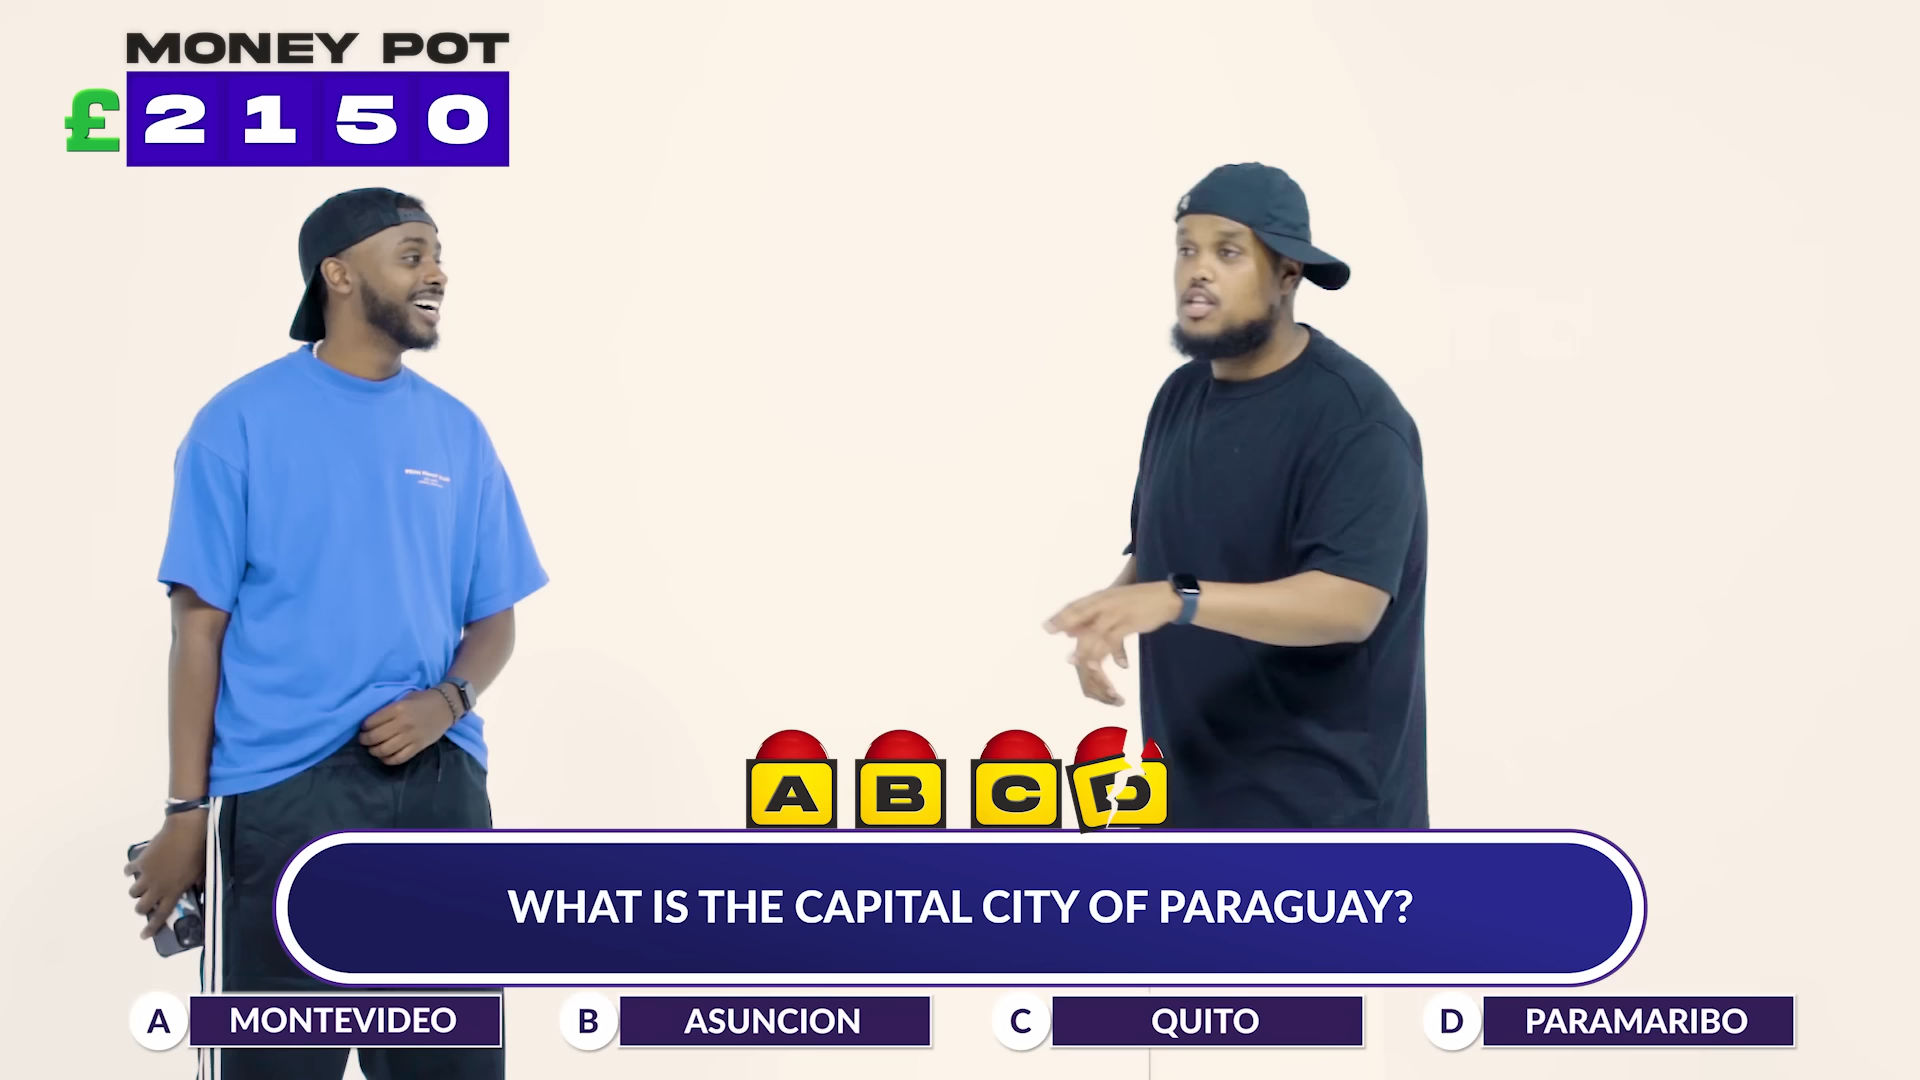 MONEY POT
£2150
A B C D
WHAT IS THE CAPITAL CITY OF PARAGUAY?
A MONTEVIDEO
B ASUNCION
C QUITO
D PARAMARIBO